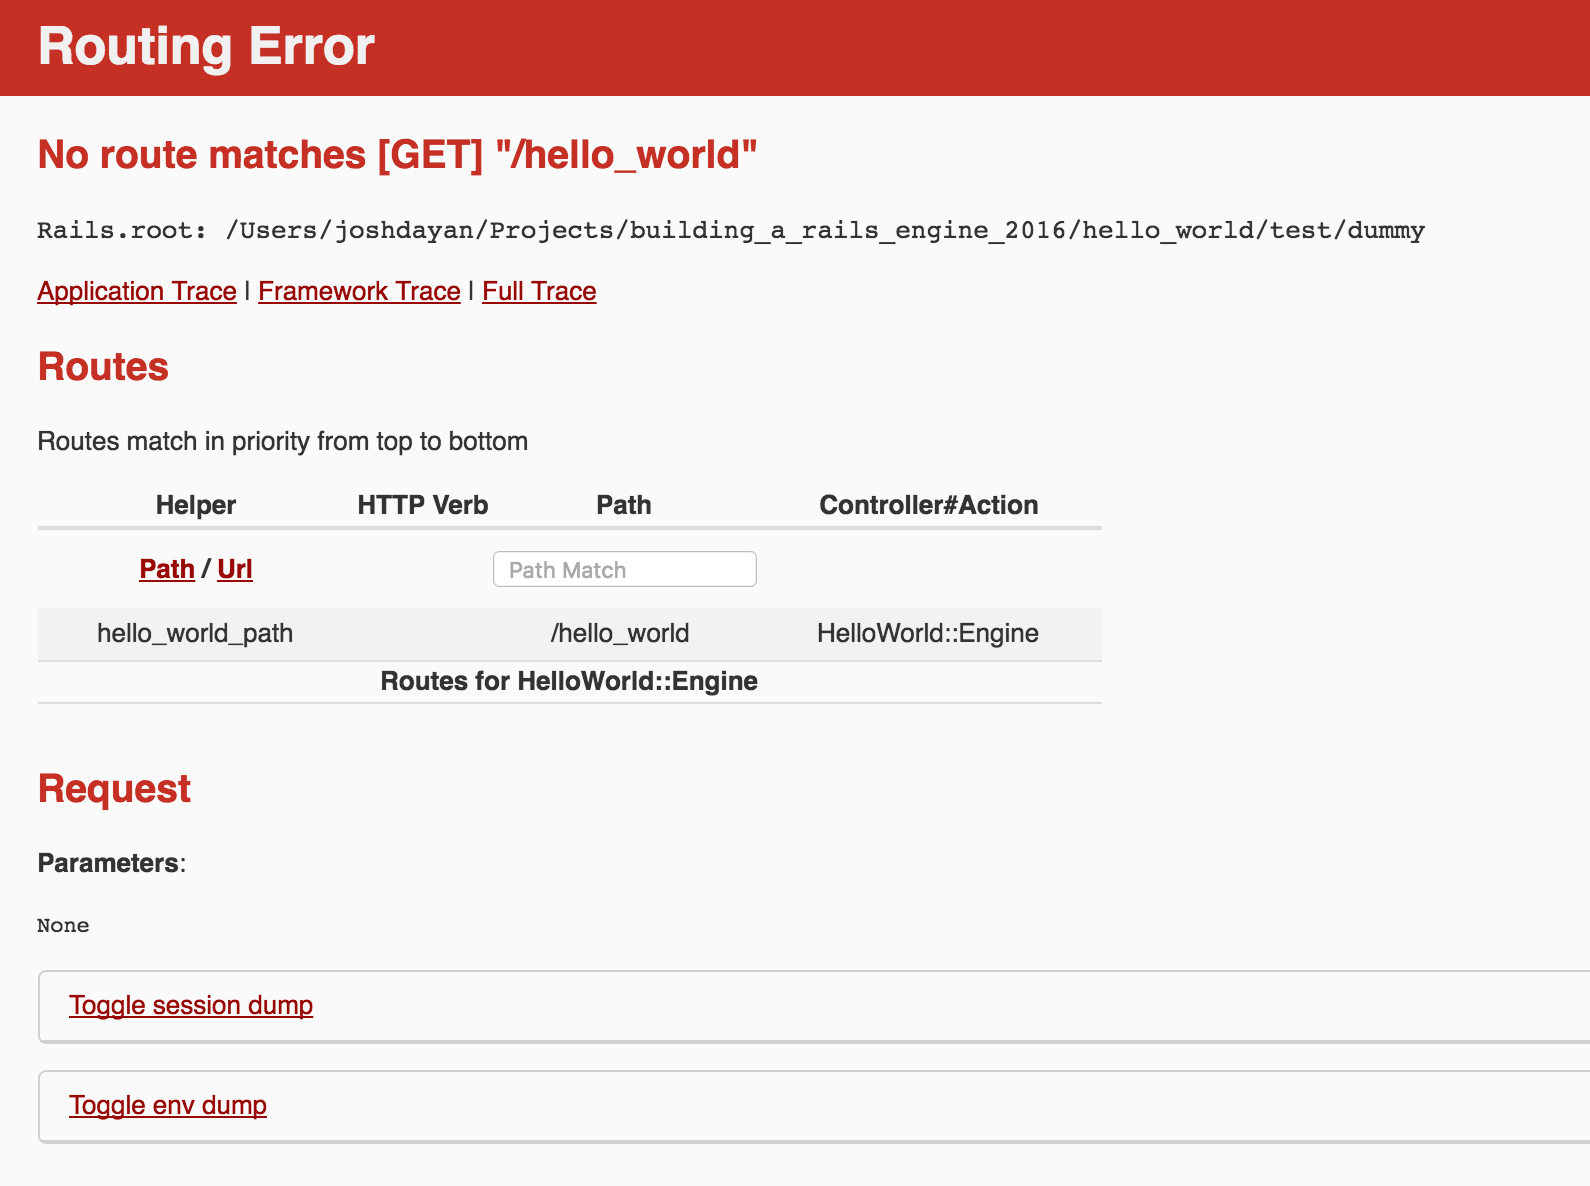 Routing Error
No route matches [GET] "/hello_world"
Rails.root: /Users/joshdayan/Projects/building_a_rails_engine_2016/hello_world/test/dummy
Application Trace | Framework Trace | Full Trace
Routes
Routes match in priority from top to bottom
Helper HTTP Verb Path Controller#Action
Path / Url Path Match
hello_world_path /hello_world HelloWorld::Engine
Routes for HelloWorld::Engine
Request
Parameters:
None
Toggle session dump
Toggle env dump